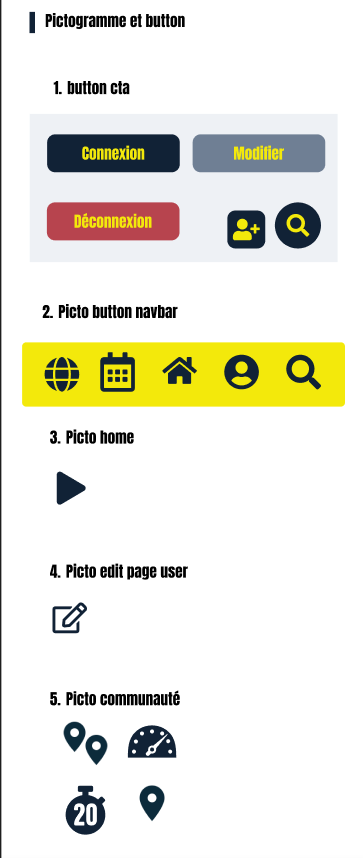 Pictogramme et button
1. button cta
Connexion
Modifier
Déconnexion
2. Picto button navbar
3. Picto home
4. Picto edit page user
5. Picto communauté
20